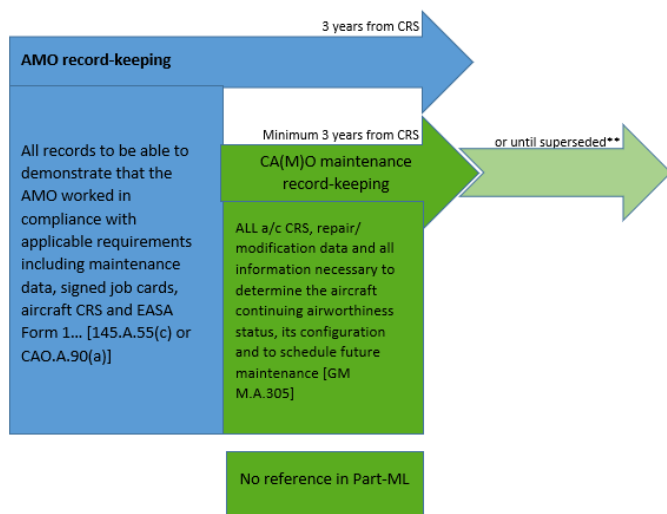 3 years from CRS
AMO record-keeping
Minimum 3 years from CRS
or until superseded**
CA(M)O maintenance
record-keeping
All records to be able to
demonstrate that the
AMO worked in
compliance with
applicable requirements
including maintenance
data, signed job cards,
aircraft CRS and EASA
Form 1... [145.A.55(c) or
CAO.A.90(a)]
ALL a/c CRS, repair/
modification data and all
information necessary to
determine the aircraft
continuing airworthiness
status, its configuration
and to schedule future
maintenance [GM
M.A.305]
No reference in Part-ML